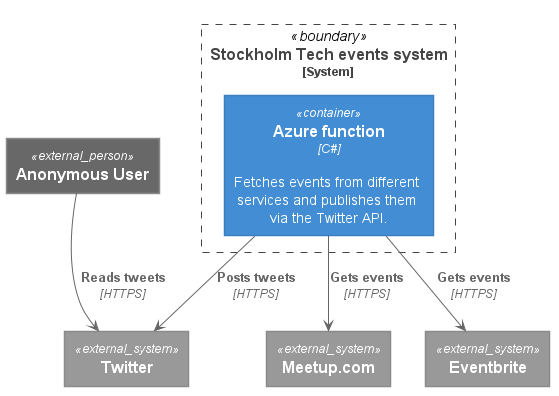 «boundary»
Stockholm Tech events system
[System]
«container»
Azure function
[C#]
Fetches events from different
services and publishes them
via the Twitter API.
«external_person»
Anonymous User
Reads tweets
[HTTPS]
Posts tweets
[HTTPS]
Gets events
[HTTPS]
Gets events
[HTTPS]
«external_system»
Twitter
«external_system»
Meetup.com
«external_system»
Eventbrite